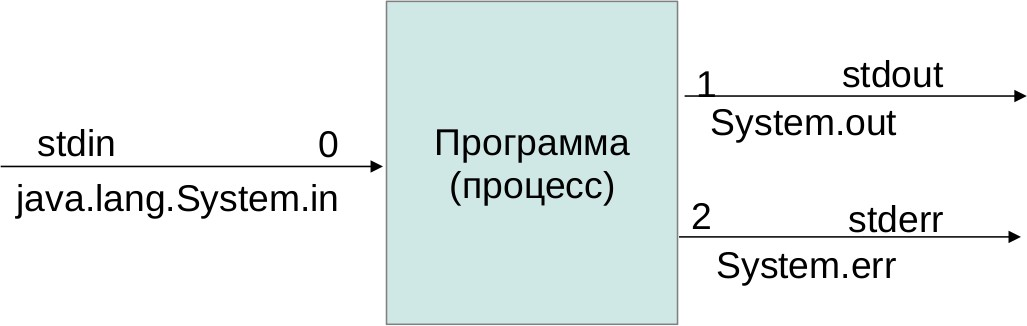 stdin 0
java.lang.System.in
Программа
(процесс)
1 stdout
System.out
2 stderr
System.err